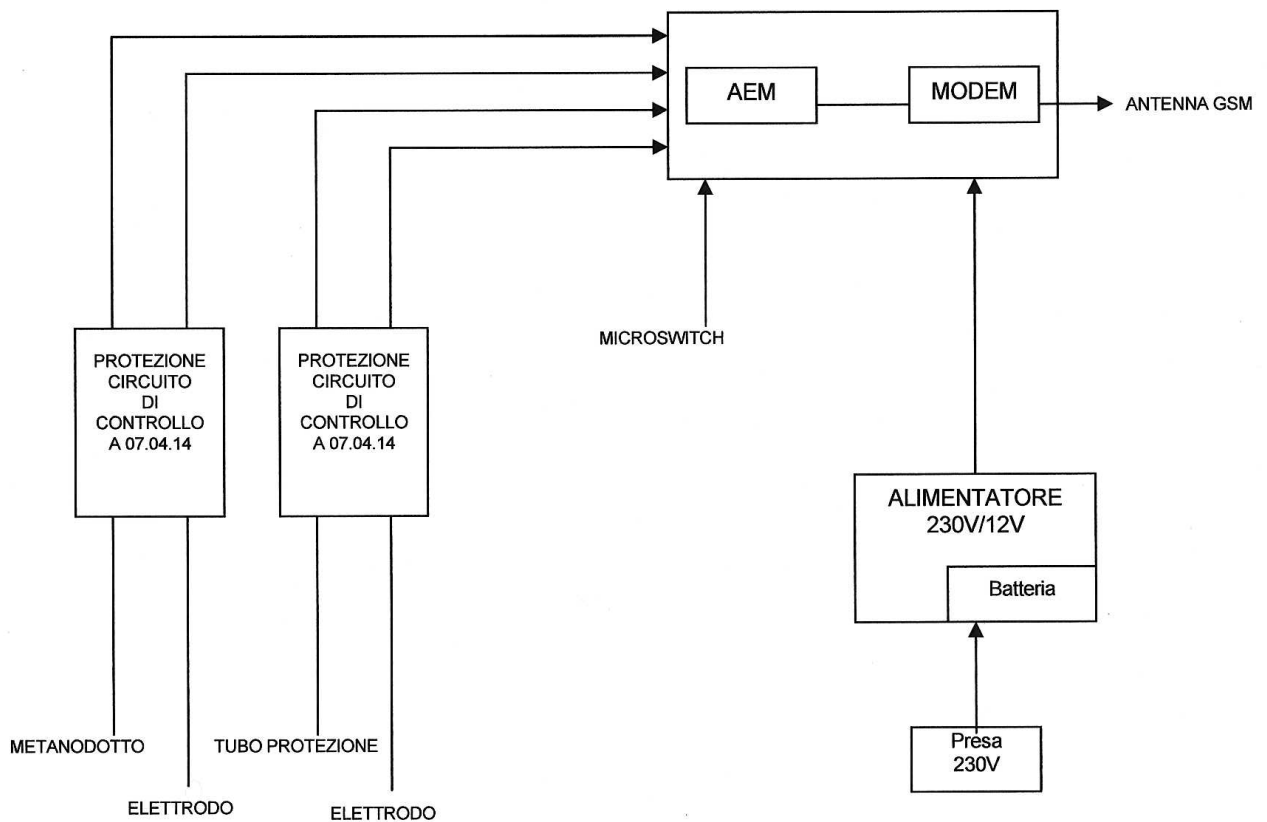 AEM
MODEM
ANTENNA GSM
MICROSWITCH
PROTEZIONE
CIRCUITO
DI
CONTROLLO
A 07.04.14
PROTEZIONE
CIRCUITO
DI
CONTROLLO
A 07.04.14
ALIMENTATORE
230V/12V
Batteria
Presa
230V
METANODOTTO
TUBO PROTEZIONE
ELETTRODO
ELETTRODO